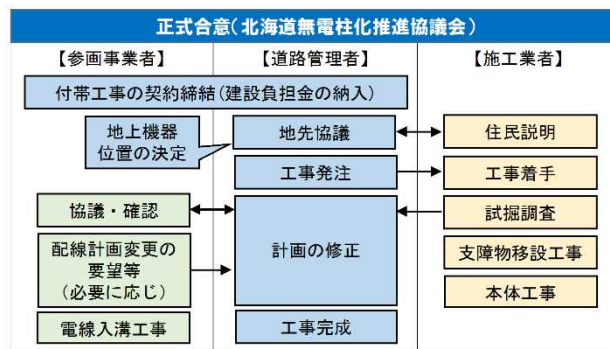 正式合意(北海道無電柱化推進協議会)
【参画事業者】
【道路管理者】
【施工業者】
付帯工事の契約締結(建設負担金の納入)
地上機器
位置の決定
地先協議
住民説明
工事発注
工事着手
協議・確認
試掘調査
配線計画変更の
要望等
(必要に応じ)
計画の修正
支障物移設工事
本体工事
電線入溝工事
工事完成